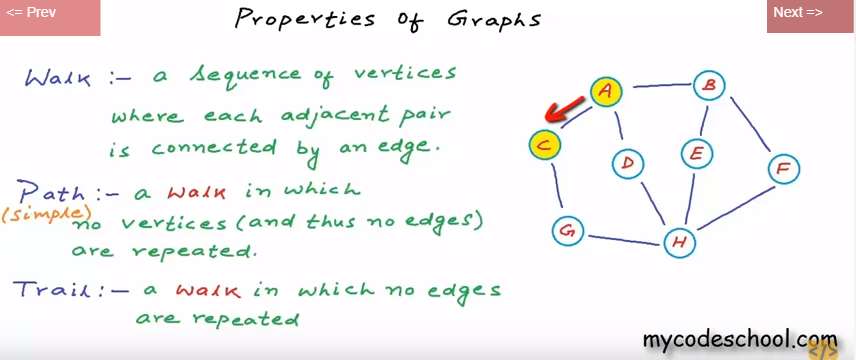 <= Prev
Properties of Graphs
Next =>
Walk :- a sequence of vertices
where each adjacent pair
is connected by an edge.
Path :- a walk in which
(simple) no vertices (and thus no edges)
are repeated.
Trail :- a walk in which no edges
are repeated
A
B
C
D
E
F
G
H
mycodeschool.com
</>